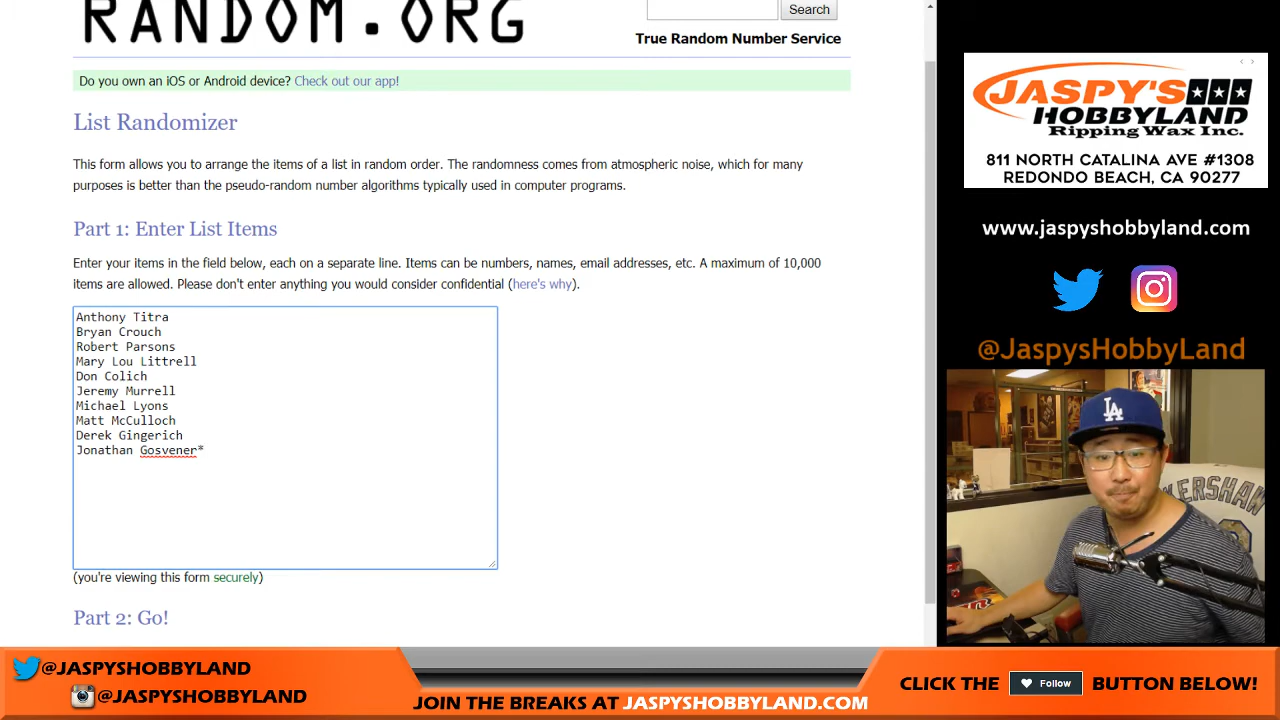 RANDOM.ORG
Search
True Random Number Service
Do you own an iOS or Android device? Check out our app!
List Randomizer
This form allows you to arrange the items of a list in random order. The randomness comes from atmospheric noise, which for many
purposes is better than the pseudo-random number algorithms typically used in computer programs.
Part 1: Enter List Items
Enter your items in the field below, each on a separate line. Items can be numbers, names, email addresses, etc. A maximum of 10,000
items are allowed. Please don't enter anything you would consider confidential (here's why).
Anthony Titra
Bryan Crouch
Robert Parsons
Mary Lou Littrell
Don Colich
Jeremy Murrell
Michael Lyons
Matt McCulloch
Derek Gingerich
Jonathan Gosvener*
(you're viewing this form securely)
Part 2: Go!
JASPY'S
HOBBYLAND
Ripping Wax Inc.
811 NORTH CATALINA AVE #1308
REDONDO BEACH, CA 90277
www.jaspyshobbyland.com
@JaspysHobbyLand
LA
KERSHAW
@JASPYSHOBBYLAND
@JASPYSHOBBYLAND
JOIN THE BREAKS AT JASPYSHOBBYLAND.COM
CLICK THE Follow BUTTON BELOW!